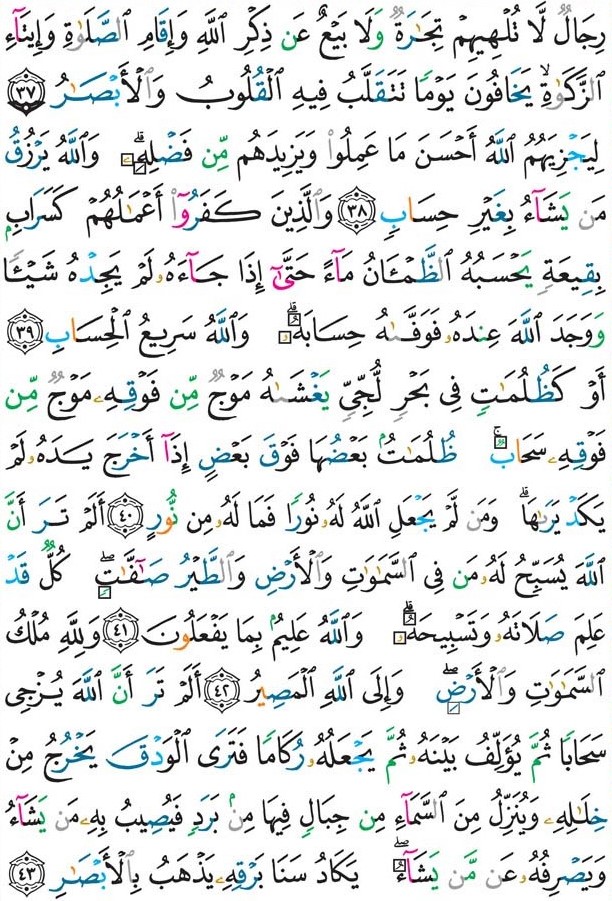 رِجَالٌ لَّا تُلْهِيهِمْ تِجَٰرَةٌ وَلَا بَيْعٌ عَن ذِكْرِ ٱللَّهِ وَإِقَامِ ٱلصَّلَوٰةِ وَإِيتَآءِ
ٱلزَّكَوٰةِ ۙ يَخَافُونَ يَوْمًا تَتَقَلَّبُ فِيهِ ٱلْقُلُوبُ وَٱلْأَبْصَٰرُ ٣٧
لِيَجْزِيَهُمُ ٱللَّهُ أَحْسَنَ مَا عَمِلُوا۟ وَيَزِيدَهُم مِّن فَضْلِهِۦ ۗ وَٱللَّهُ يَرْزُقُ
مَن يَشَآءُ بِغَيْرِ حِسَابٍ ٣٨ وَٱلَّذِينَ كَفَرُوٓا۟ أَعْمَٰلُهُمْ كَسَرَابٍۭ
بِقِيعَةٍ يَحْسَبُهُ ٱلظَّمْـَٔانُ مَآءً حَتَّىٰٓ إِذَا جَآءَهُۥ لَمْ يَجِدْهُ شَيْـًٔا
وَوَجَدَ ٱللَّهَ عِندَهُۥ فَوَفَّىٰهُ حِسَابَهُۥ ۗ وَٱللَّهُ سَرِيعُ ٱلْحِسَابِ ٣٩
أَوْ كَظُلُمَٰتٍ فِى بَحْرٍ لُّجِّىٍّ يَغْشَىٰهُ مَوْجٌ مِّن فَوْقِهِۦ مَوْجٌ مِّن
فَوْقِهِۦ سَحَابٌ ۚ ظُلُمَٰتٌۢ بَعْضُهَا فَوْقَ بَعْضٍ إِذَآ أَخْرَجَ يَدَهُۥ لَمْ
يَكَدْ يَرَىٰهَا ۗ وَمَن لَّمْ يَجْعَلِ ٱللَّهُ لَهُۥ نُورًا فَمَا لَهُۥ مِن نُّورٍ ٤٠ أَلَمْ تَرَ أَنَّ
ٱللَّهَ يُسَبِّحُ لَهُۥ مَن فِى ٱلسَّمَٰوَٰتِ وَٱلْأَرْضِ وَٱلطَّيْرُ صَٰٓفَّٰتٍ ۖ كُلٌّ قَدْ
عَلِمَ صَلَاتَهُۥ وَتَسْبِيحَهُۥ ۗ وَٱللَّهُ عَلِيمٌۢ بِمَا يَفْعَلُونَ ٤١ وَلِلَّهِ مُلْكُ
ٱلسَّمَٰوَٰتِ وَٱلْأَرْضِ ۖ وَإِلَى ٱللَّهِ ٱلْمَصِيرُ ٤٢ أَلَمْ تَرَ أَنَّ ٱللَّهَ يُزْجِى
سَحَابًا ثُمَّ يُؤَلِّفُ بَيْنَهُۥ ثُمَّ يَجْعَلُهُۥ رُكَامًا فَتَرَى ٱلْوَدْقَ يَخْرُجُ مِنْ
خِلَٰلِهِۦ وَيُنَزِّلُ مِنَ ٱلسَّمَآءِ مِن جِبَالٍ فِيهَا مِنۢ بَرَدٍ فَيُصِيبُ بِهِۦ مَن يَشَآءُ
وَيَصْرِفُهُۥ عَن مَّن يَشَآءُ ۖ يَكَادُ سَنَا بَرْقِهِۦ يَذْهَبُ بِٱلْأَبْصَٰرِ ٤٣